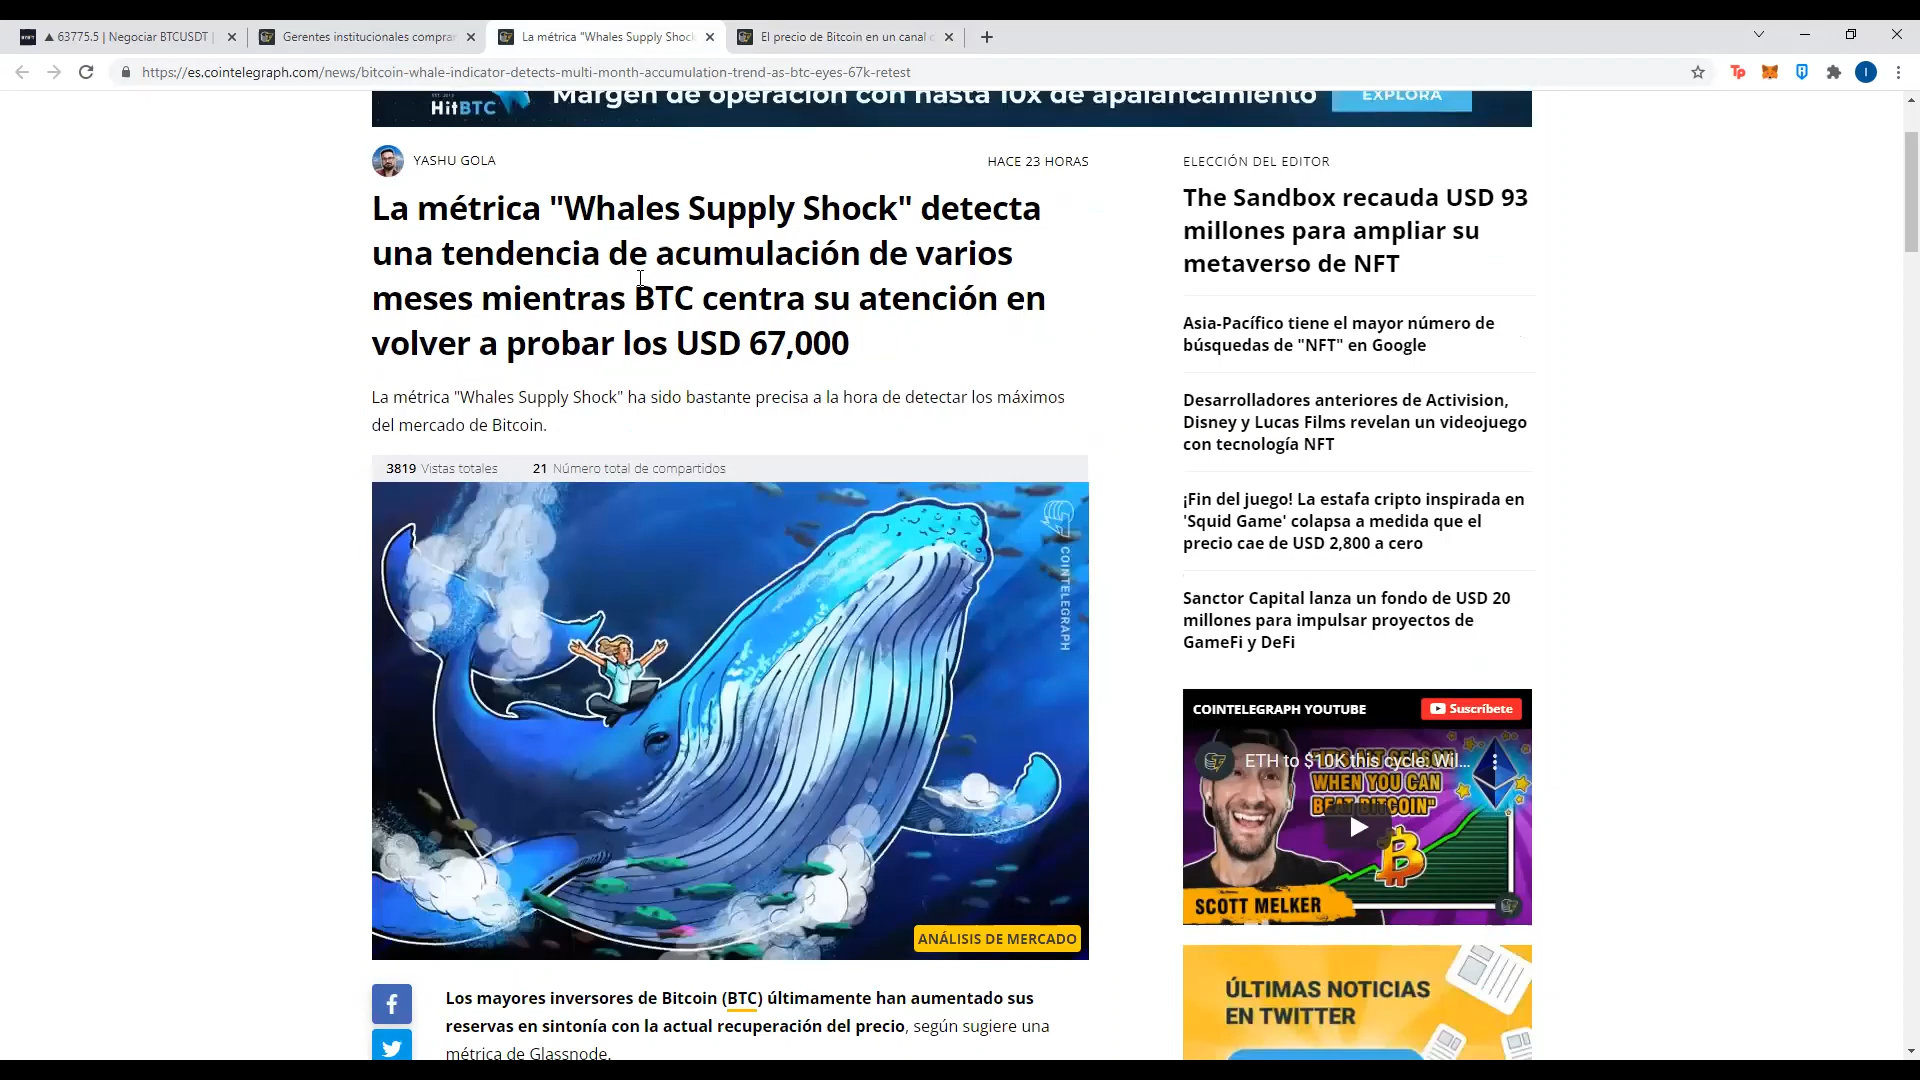 ▲ 63775.5 | Negociar BTCUSDT |
Gerentes institucionales compra
La métrica "Whales Supply Shock
El precio de Bitcoin en un canal
https://es.cointelegraph.com/news/bitcoin-whale-indicator-detects-multi-month-accumulation-trend-as-btc-eyes-67k-retest
Tp
I
HitBTC
Margen de operación con hasta 10x de apalancamiento
EXPLORA
YASHU GOLA
HACE 23 HORAS
La métrica "Whales Supply Shock" detecta
una tendencia de acumulación de varios
meses mientras BTC centra su atención en
volver a probar los USD 67,000
La métrica "Whales Supply Shock" ha sido bastante precisa a la hora de detectar los máximos
del mercado de Bitcoin.
3819 Vistas totales
21 Número total de compartidos
COINTELEGRAPH
ANÁLISIS DE MERCADO
Los mayores inversores de Bitcoin (BTC) últimamente han aumentado sus
reservas en sintonía con la actual recuperación del precio, según sugiere una
métrica de Glassnode.
ELECCIÓN DEL EDITOR
The Sandbox recauda USD 93
millones para ampliar su
metaverso de NFT
Asia-Pacífico tiene el mayor número de
búsquedas de "NFT" en Google
Desarrolladores anteriores de Activision,
Disney y Lucas Films revelan un videojuego
con tecnología NFT
¡Fin del juego! La estafa cripto inspirada en
'Squid Game' colapsa a medida que el
precio cae de USD 2,800 a cero
Sanctor Capital lanza un fondo de USD 20
millones para impulsar proyectos de
GameFi y DeFi
COINTELEGRAPH YOUTUBE
Suscríbete
ETH to $10K this cycle: Wil...
WHEN YOU CAN
BEAT BITCOIN"
SCOTT MELKER
ÚLTIMAS NOTICIAS
EN TWITTER